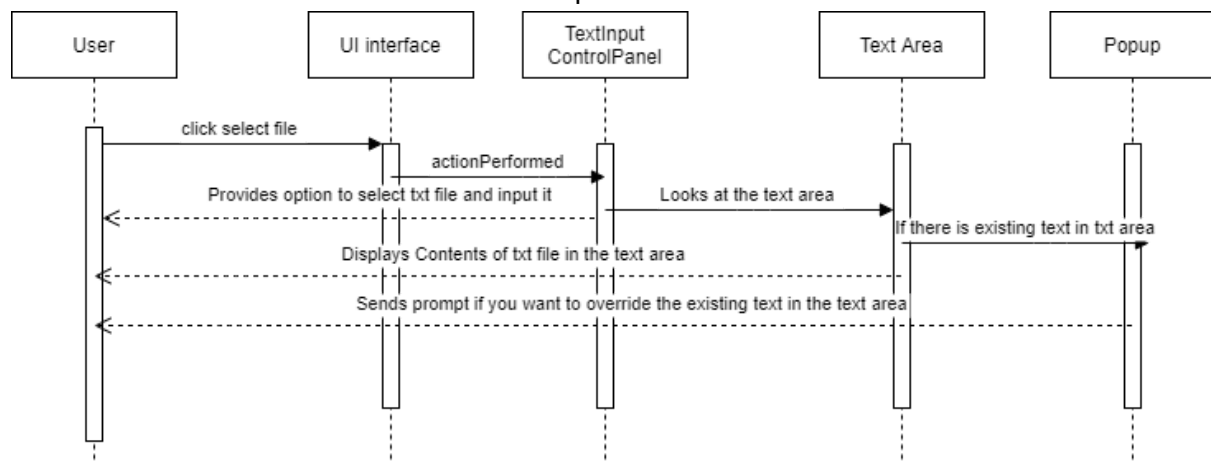 User
UI interface
TextInput
ControlPanel
Text Area
Popup
click select file
actionPerformed
Provides option to select txt file and input it
Looks at the text area
If there is existing text in txt area
Displays Contents of txt file in the text area
Sends prompt if you want to override the existing text in the text area